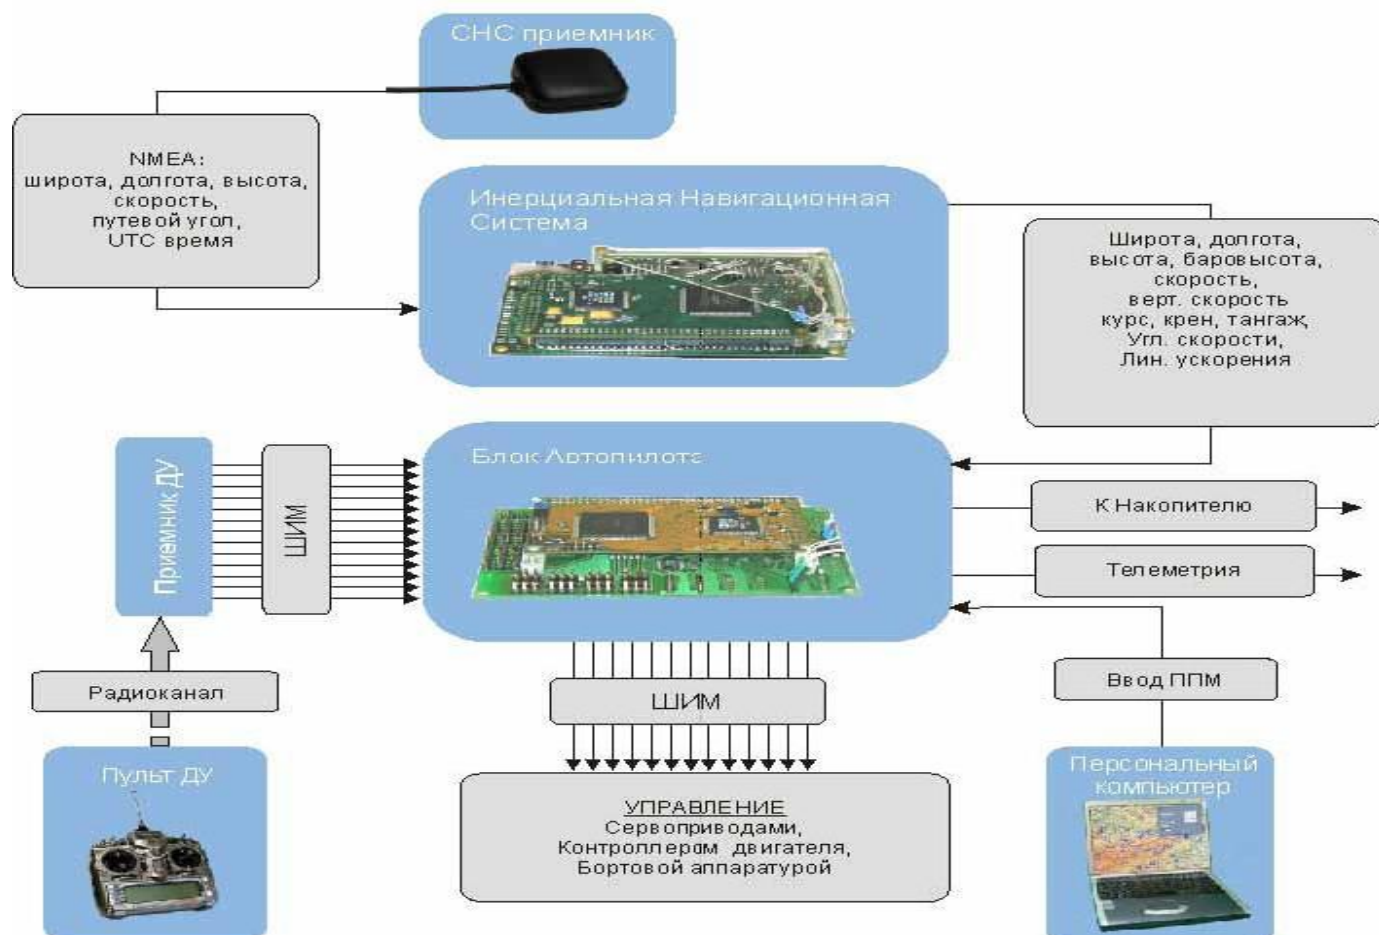 СНС приемник
NMEA:
широта, долгота, высота,
скорость,
путевой угол,
UTC время
Инерциальная Навигационная
Система
Широта, долгота,
высота, баровысота,
скорость,
верт. скорость
курс, крен, тангаж,
Угл. скорости,
Лин. ускорения
Приемник ДУ
ШИМ
Блок Автопилота
К Накопителю
Телеметрия
Радиоканал
ШИМ
Ввод ППМ
Пульт ДУ
УПРАВЛЕНИЕ
Сервоприводами,
Контроллером двигателя,
Бортовой аппаратурой
Персональный
компьютер